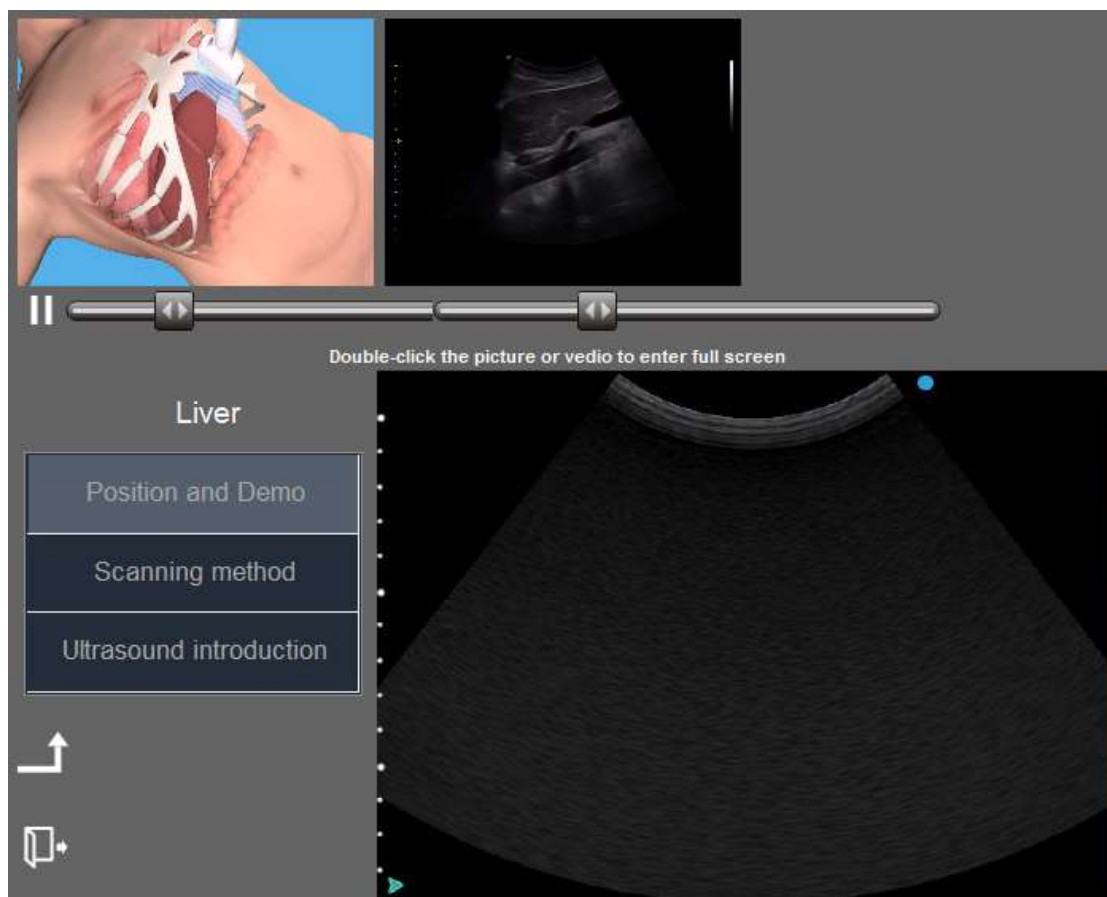 Double-click the picture or vedio to enter full screen
Liver
Position and Demo
Scanning method
Ultrasound introduction